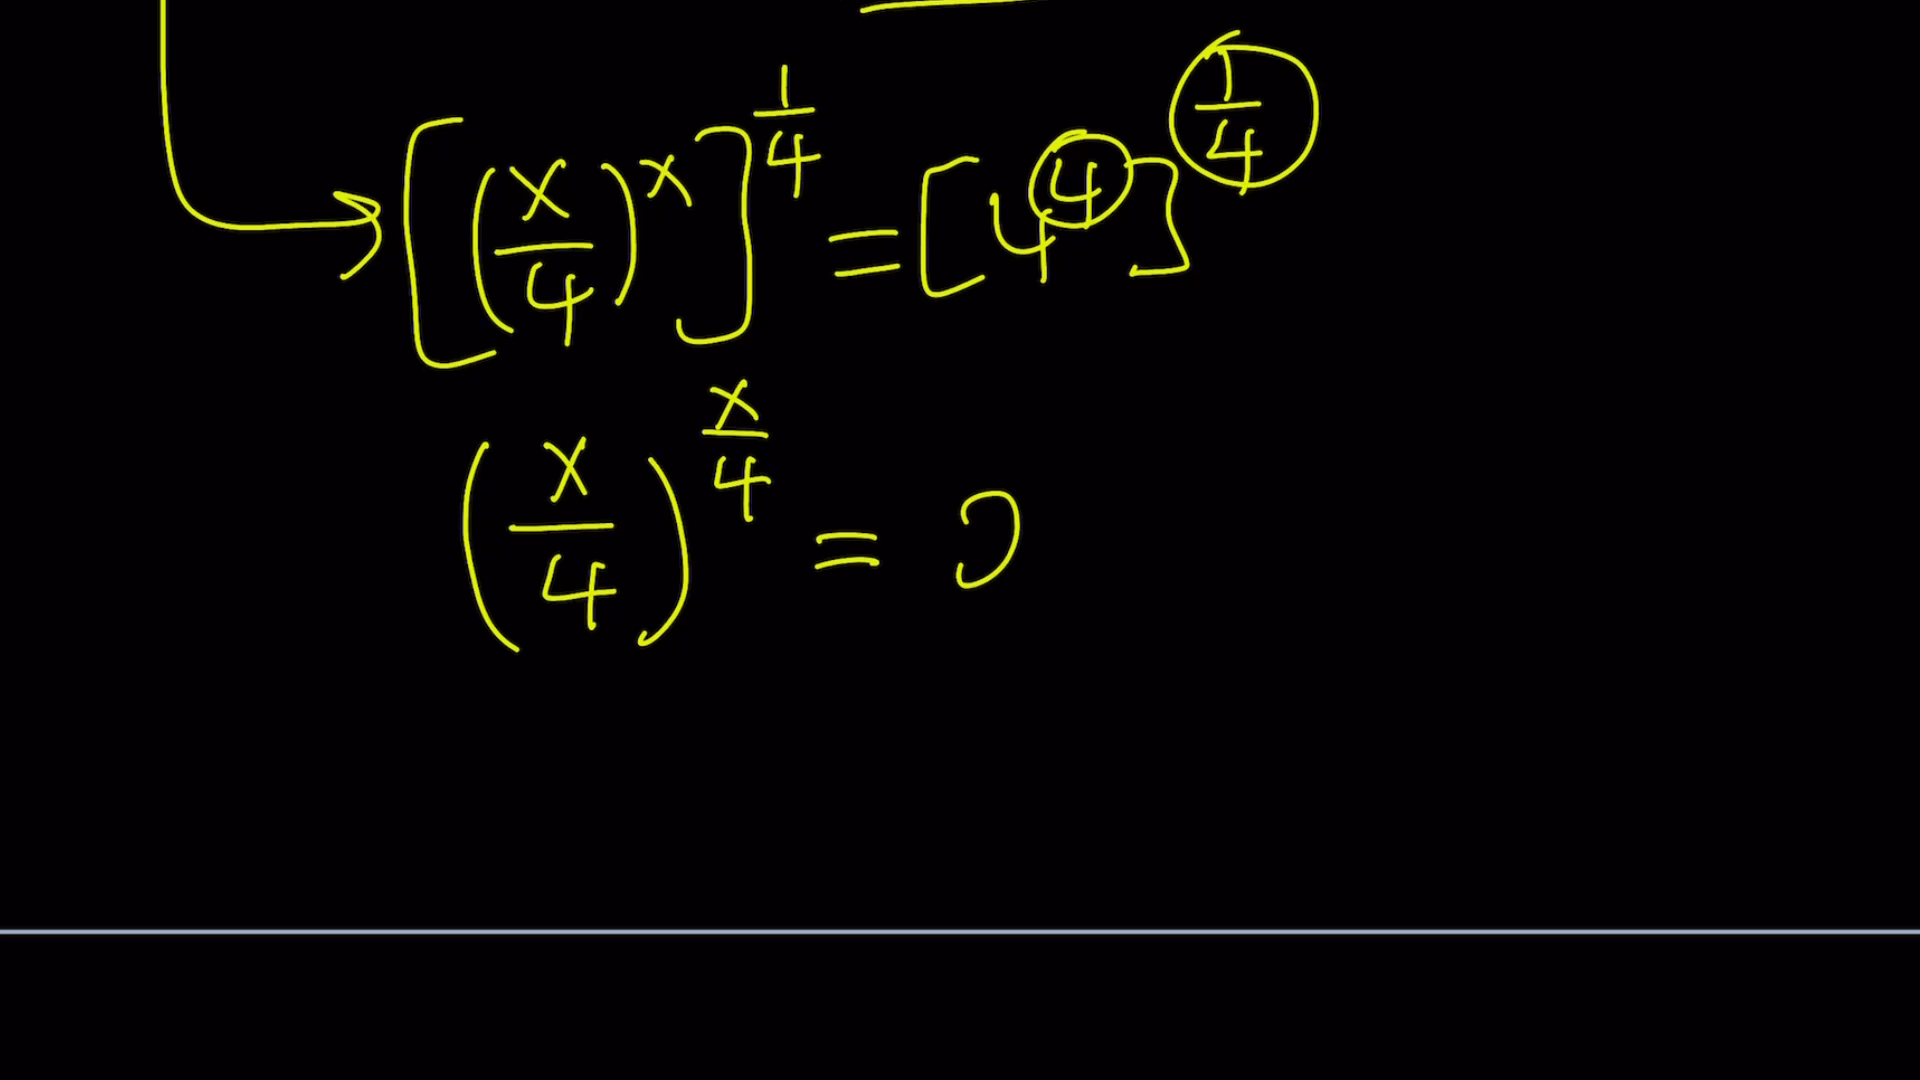 [(x/4)^x]^(1/4) = [4^4]^(1/4)
(x/4)^(x/4) =